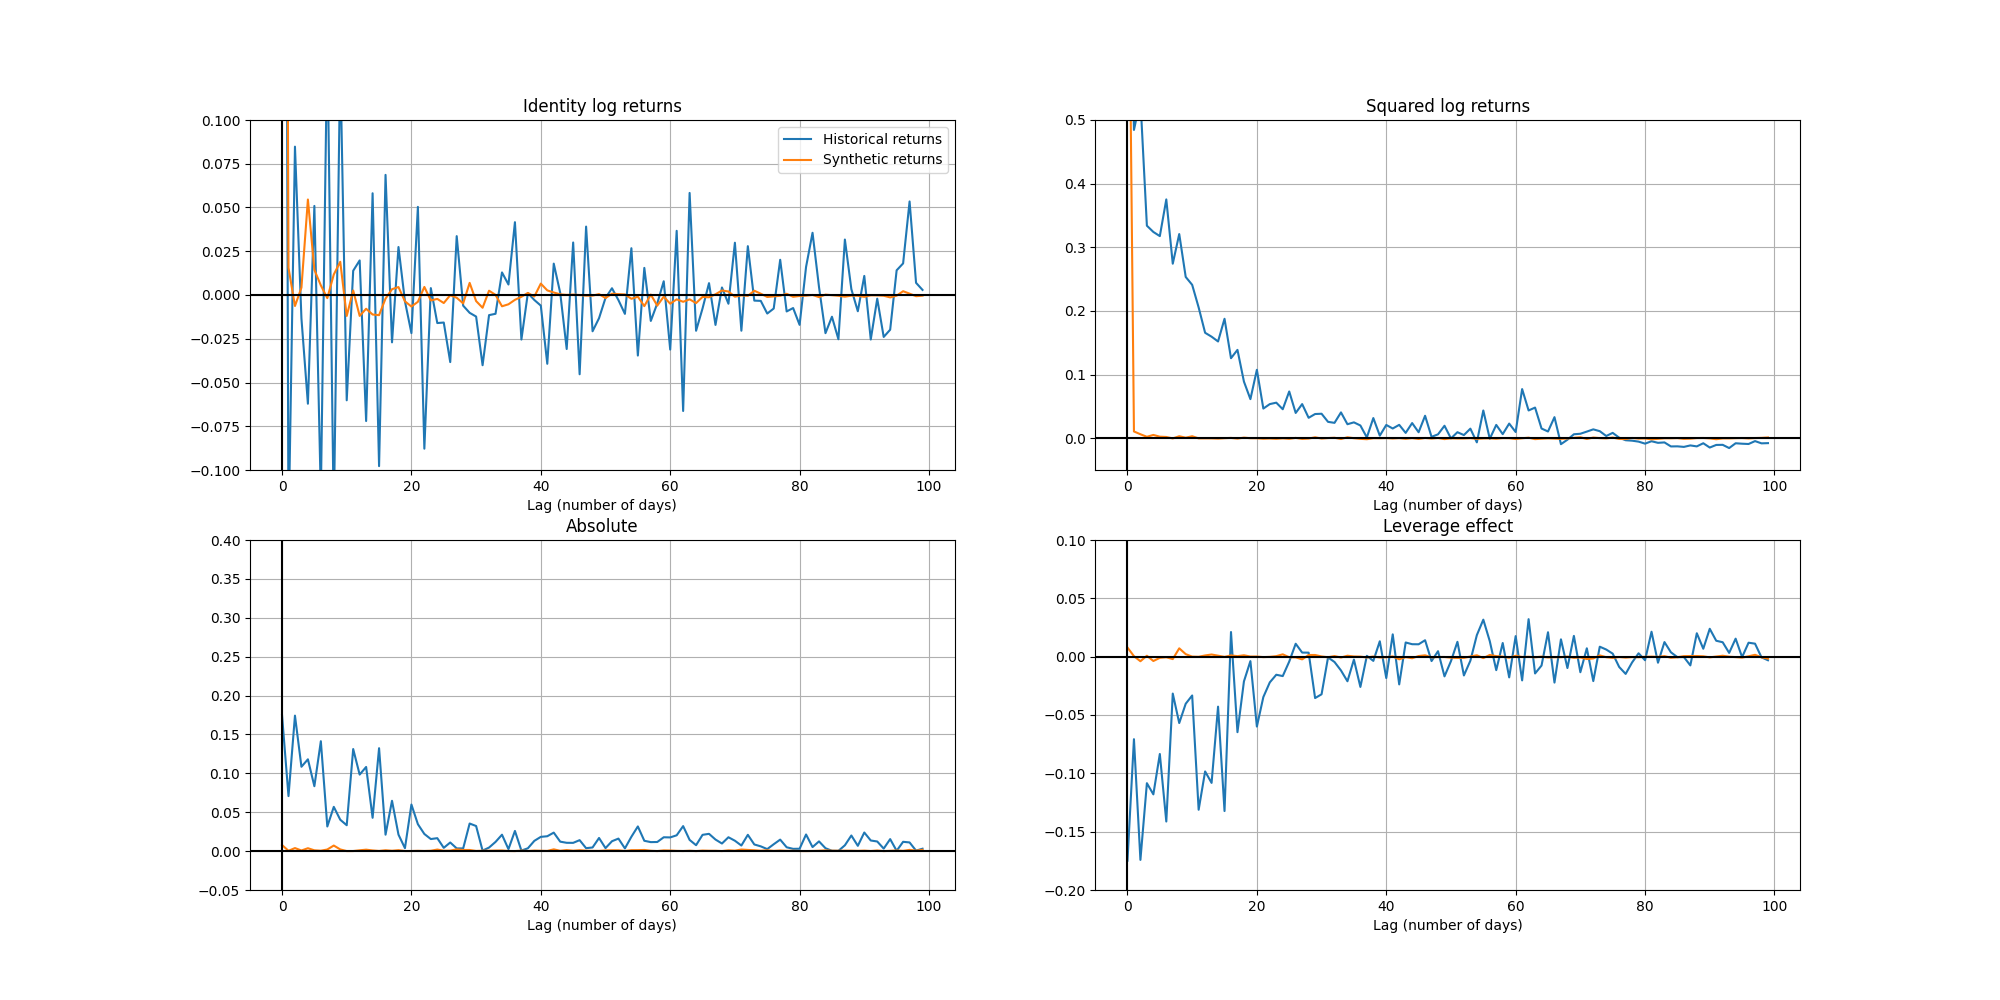 Identity log returns
0.100
0.075
0.050
0.025
0.000
−0.025
−0.050
−0.075
−0.100
Historical returns
Synthetic returns
0 20 40 60 80 100
Lag (number of days)
Squared log returns
0.5
0.4
0.3
0.2
0.1
0.0
0 20 40 60 80 100
Lag (number of days)
Absolute
0.40
0.35
0.30
0.25
0.20
0.15
0.10
0.05
0.00
−0.05
0 20 40 60 80 100
Lag (number of days)
Leverage effect
0.10
0.05
0.00
−0.05
−0.10
−0.15
−0.20
0 20 40 60 80 100
Lag (number of days)